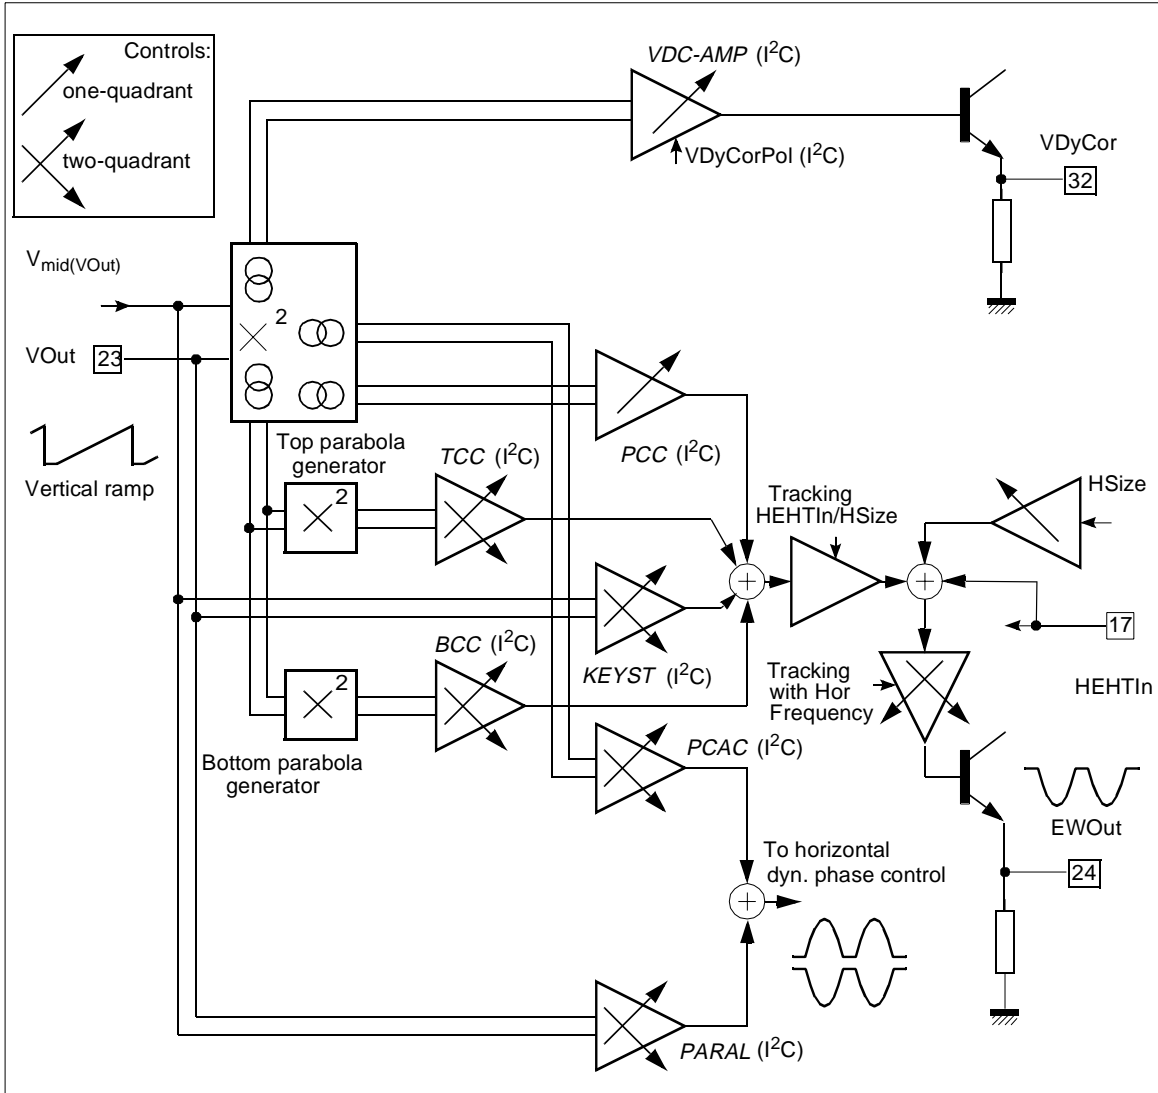 Controls:
one-quadrant
two-quadrant
VDC-AMP (I²C)
VDyCorPol (I²C)
VDyCor
32
Vmid(VOut)
2
VOut 23
Vertical ramp
Top parabola
generator
2
TCC (I²C)
PCC (I²C)
Tracking
HEHTIn/HSize
HSize
17
HEHTIn
KEYST (I²C)
BCC (I²C)
2
Bottom parabola
generator
Tracking
with Hor
Frequency
PCAC (I²C)
EWOut
24
To horizontal
dyn. phase control
PARAL (I²C)